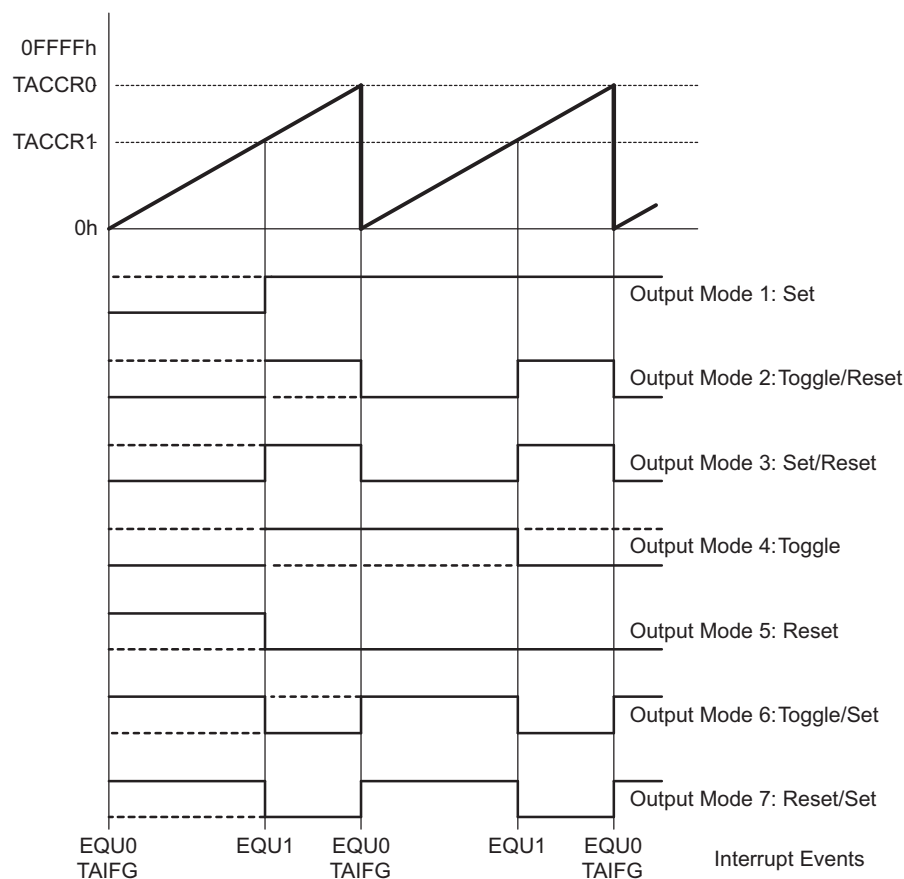 0FFFFh
TACCR0
TACCR1
0h
Output Mode 1: Set
Output Mode 2:Toggle/Reset
Output Mode 3: Set/Reset
Output Mode 4:Toggle
Output Mode 5: Reset
Output Mode 6:Toggle/Set
Output Mode 7: Reset/Set
EQU0 EQU1 EQU0 EQU1 EQU0
TAIFG TAIFG TAIFG
Interrupt Events